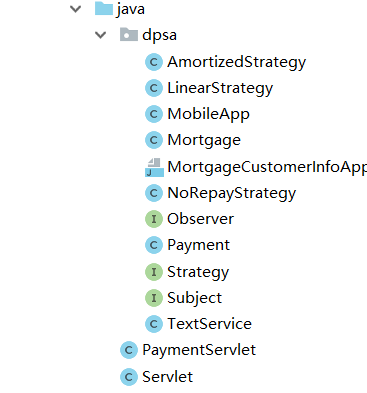 java
dpsa
AmortizedStrategy
LinearStrategy
MobileApp
Mortgage
MortgageCustomerInfoApp
NoRepayStrategy
Observer
Payment
Strategy
Subject
TextService
PaymentServlet
Servlet